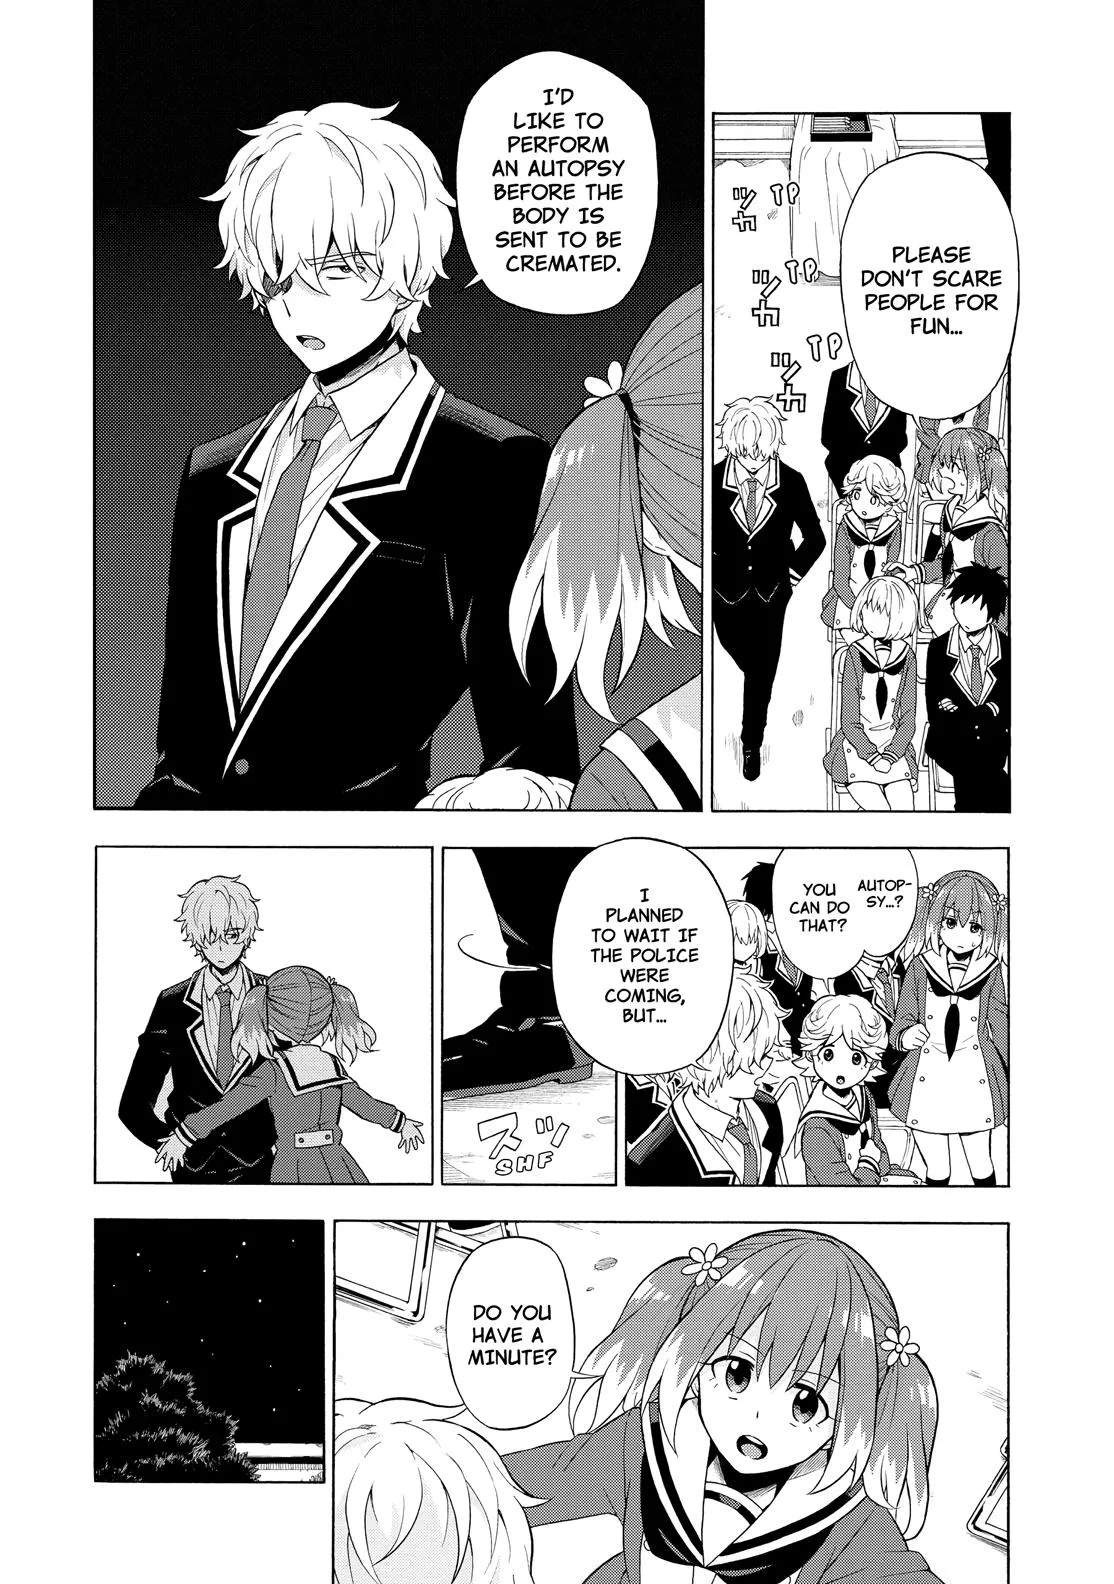 PLEASE
DON'T SCARE
PEOPLE FOR
FUN...
ツカ
TP
ツカ
TP
ツカ
TP
I'D
LIKE TO
PERFORM
AN AUTOPSY
BEFORE THE
BODY IS
SENT TO BE
CREMATED.
AUTOP-
SY...?
YOU
CAN DO
THAT?
I
PLANNED
TO WAIT IF
THE POLICE
WERE
COMING,
BUT...
スッ
SHF
DO YOU
HAVE A
MINUTE?